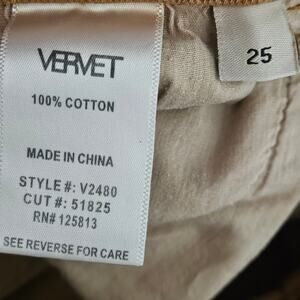 VERVET
25
100% COTTON
MADE IN CHINA
STYLE #: V2480
CUT #: 51825
RN# 125813
SEE REVERSE FOR CARE